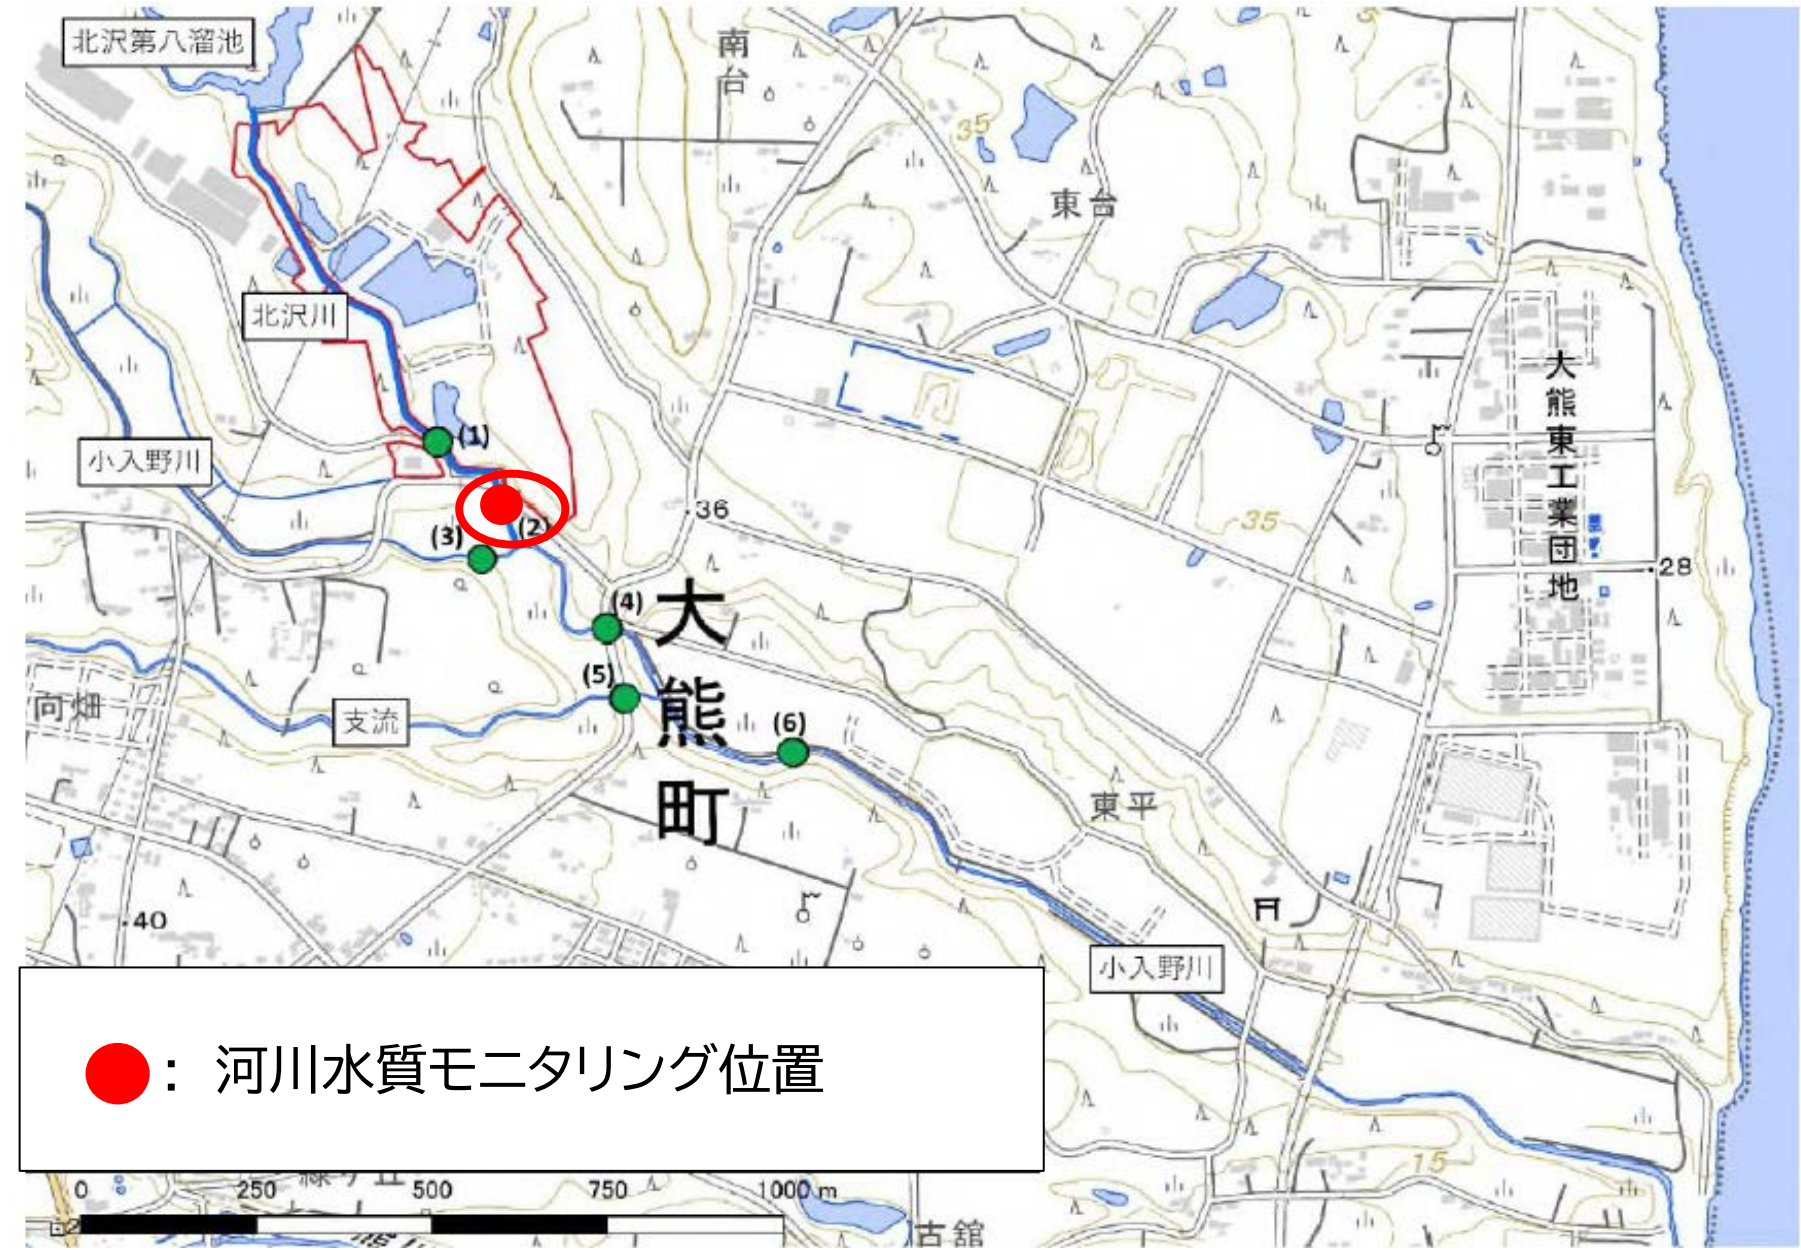 北沢第八溜池
南台
35
東台
北沢川
大熊東工業団地
(1)
小入野川
36
(2)
35
(3)
28
(4)
大熊町
(5)
向畑
支流
(6)
東平
40
小入野川
●： 河川水質モニタリング位置
15
0 250 500 750 1000 m
古舘